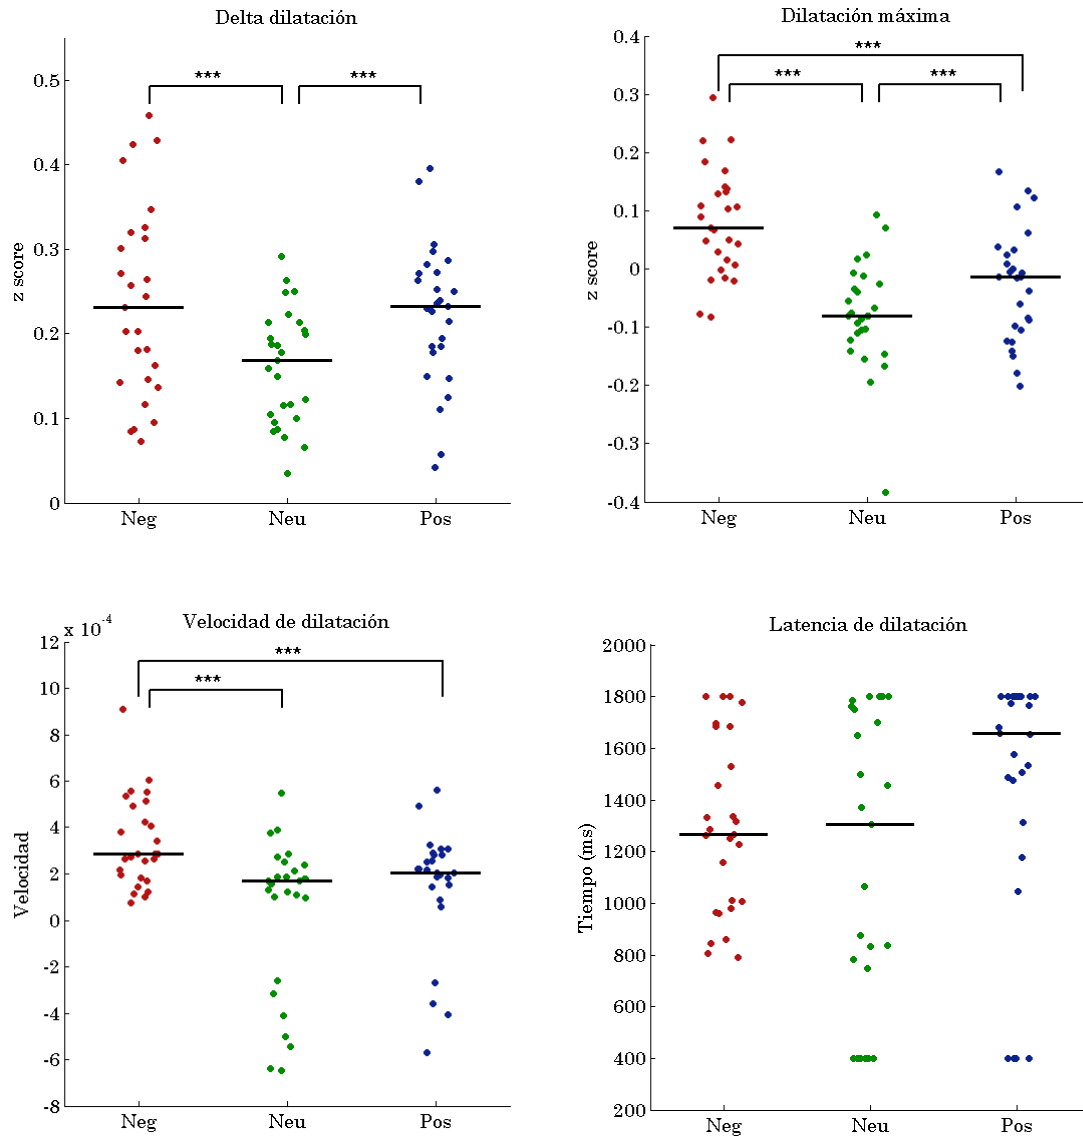 Delta dilatación
0.5
0.4
0.3
0.2
0.1
0
z score
***
***
Neg
Neu
Pos
Dilatación máxima
0.4
0.3
0.2
0.1
0
-0.1
-0.2
-0.3
-0.4
z score
***
***
***
Neg
Neu
Pos
Velocidad de dilatación
x 10-4
12
10
8
6
4
2
0
-2
-4
-6
-8
Velocidad
***
***
Neg
Neu
Pos
Latencia de dilatación
2000
1800
1600
1400
1200
1000
800
600
400
200
Tiempo (ms)
Neg
Neu
Pos